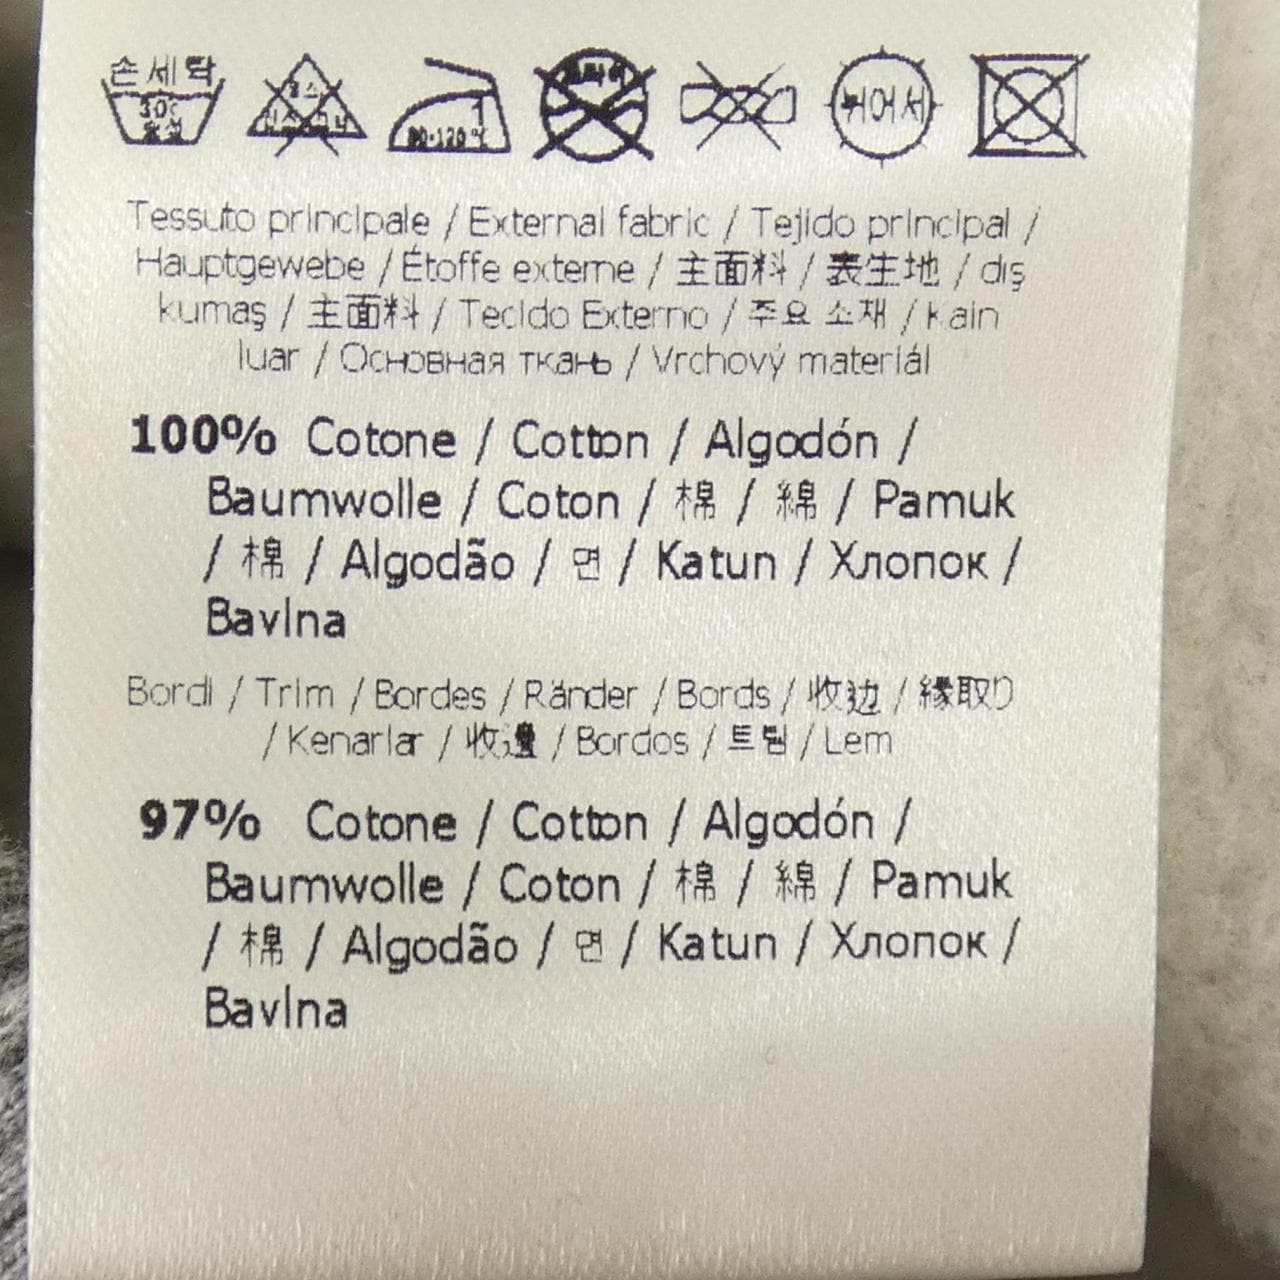 손세탁
30℃
중성
80-120℃
뉘어서
Tessuto principale / External fabric / Tejido principal /
Hauptgewebe / Étoffe externe / 主面料 / 表生地 / dış
kumaş / 主面料 / Tecido Externo / 주요 소재 / Kain
luar / Основная ткань / Vrchový materiál
100% Cotone / Cotton / Algodón /
Baumwolle / Coton / 棉 / 綿 / Pamuk
/ 棉 / Algodão / 면 / Katun / Хлопок /
Bavlna
Bordi / Trim / Bordes / Ränder / Bords / 收边 / 縁取り
/ Kenarlar / 收邊 / Bordos / 트림 / Lem
97% Cotone / Cotton / Algodón /
Baumwolle / Coton / 棉 / 綿 / Pamuk
/ 棉 / Algodão / 면 / Katun / Хлопок /
Bavlna